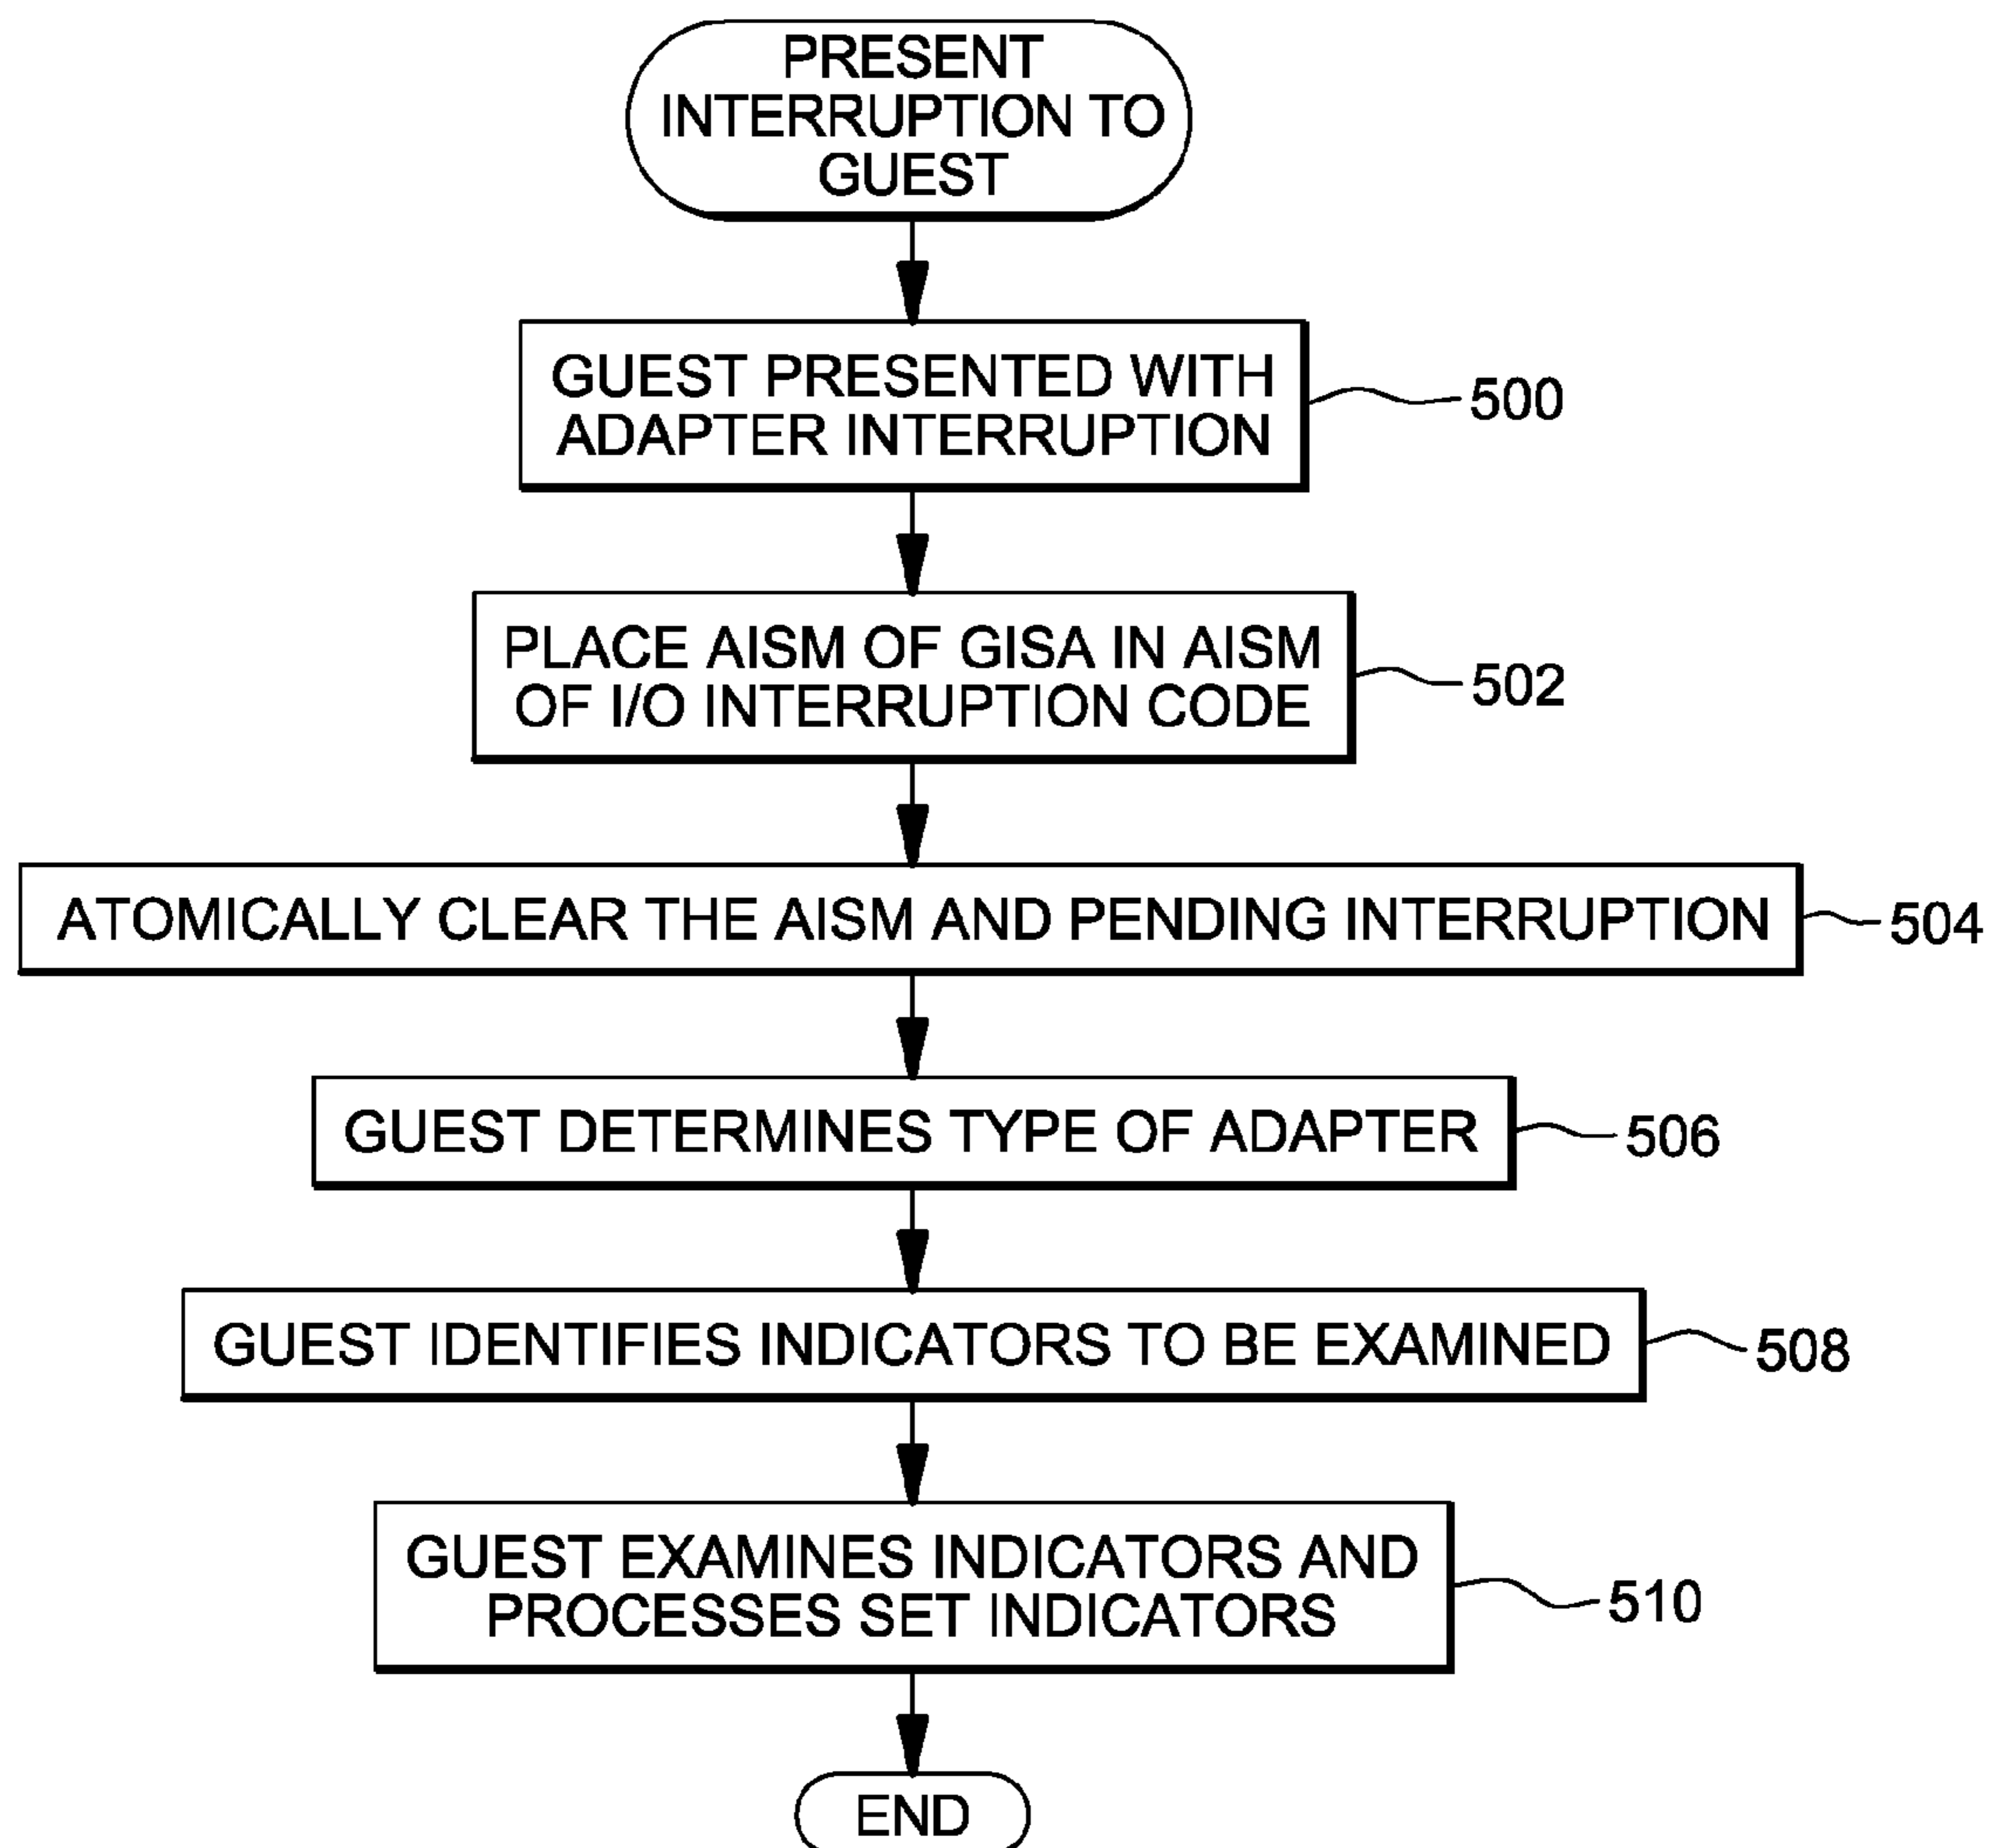 PRESENT
INTERRUPTION TO
GUEST
GUEST PRESENTED WITH
ADAPTER INTERRUPTION
500
PLACE AISM OF GISA IN AISM
OF I/O INTERRUPTION CODE
502
ATOMICALLY CLEAR THE AISM AND PENDING INTERRUPTION
504
GUEST DETERMINES TYPE OF ADAPTER
506
GUEST IDENTIFIES INDICATORS TO BE EXAMINED
508
GUEST EXAMINES INDICATORS AND
PROCESSES SET INDICATORS
510
END